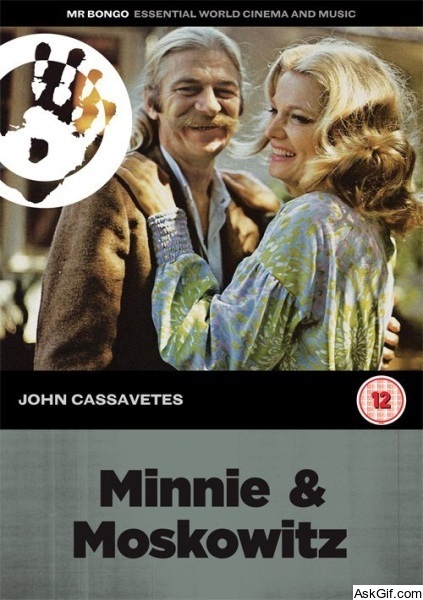 MR BONGO ESSENTIAL WORLD CINEMA AND MUSIC
JOHN CASSAVETES
12
Minnie &
Moskowitz
AskGif.com